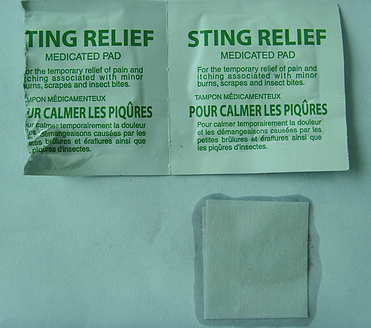 TING RELIEF
MEDICATED PAD
For the temporary relief of pain and
itching associated with minor
burns, scrapes and insect bites.
TAMPON MÉDICAMENTEUX
UR CALMER LES PIQÛRES
ur calmer temporairement la douleur
et les démangeaisons causées par les
petites brûlures et éraflures ainsi que
piqûres d'insectes.
STING RELIEF
MEDICATED PAD
For the temporary relief of pain and
itching associated with minor
burns, scrapes and insect bites.
TAMPON MÉDICAMENTEUX
POUR CALMER LES PIQÛRES
Pour calmer temporairement la douleur
et les démangeaisons causées par les
petites brûlures et éraflures ainsi que
les piqûres d'insectes.